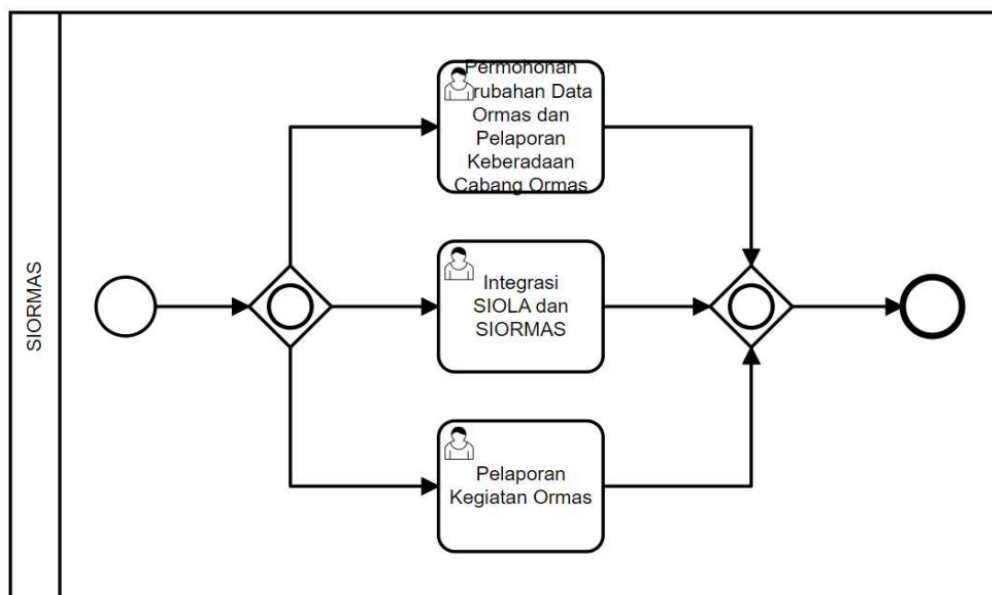 SIORMAS
Permohonan
rubahan Data
Ormas dan
Pelaporan
Keberadaan
Cabang Ormas
Integrasi
SIOLA dan
SIORMAS
Pelaporan
Kegiatan Ormas